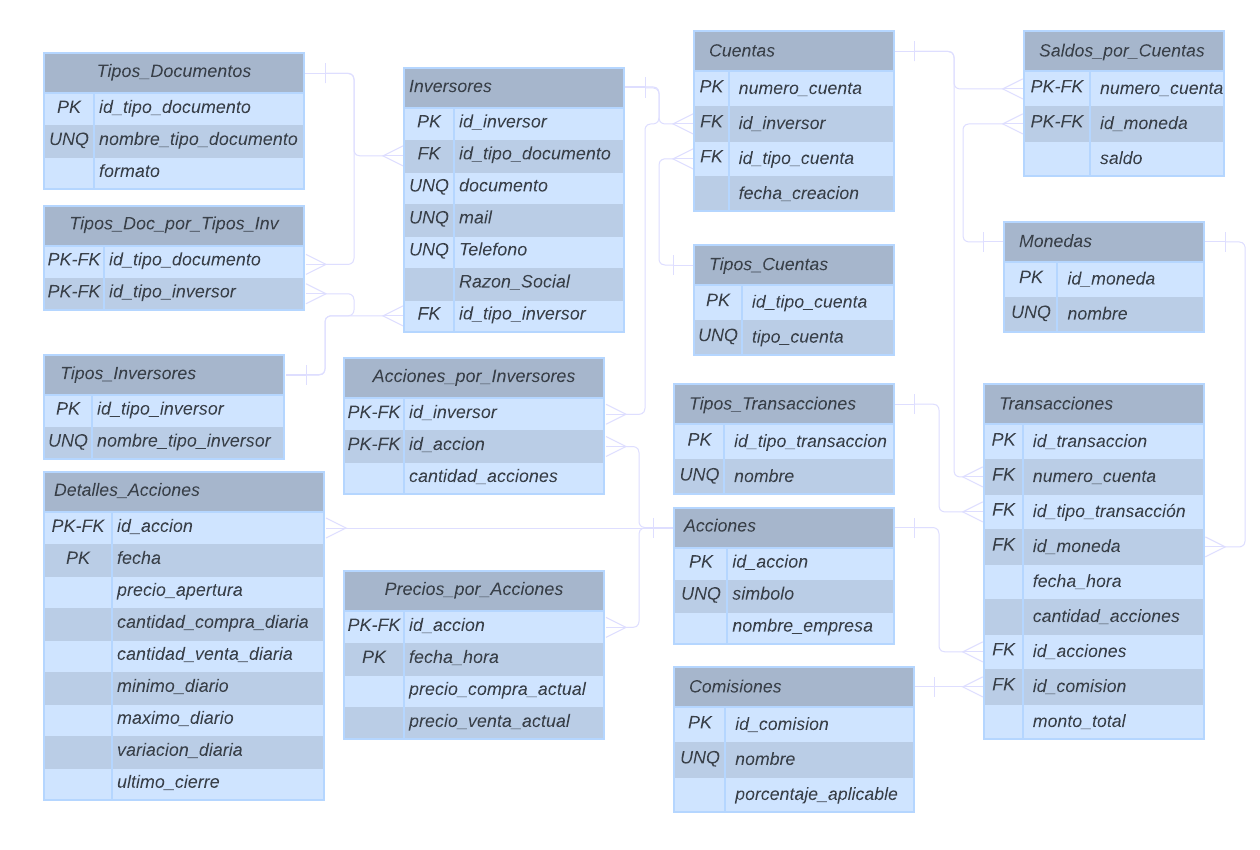 Tipos_Documentos
PK id_tipo_documento
UNQ nombre_tipo_documento
formato
Tipos_Doc_por_Tipos_Inv
PK-FK id_tipo_documento
PK-FK id_tipo_inversor
Tipos_Inversores
PK id_tipo_inversor
UNQ nombre_tipo_inversor
Detalles_Acciones
PK-FK id_accion
PK fecha
precio_apertura
cantidad_compra_diaria
cantidad_venta_diaria
minimo_diario
maximo_diario
variacion_diaria
ultimo_cierre
Inversores
PK id_inversor
FK id_tipo_documento
UNQ documento
UNQ mail
UNQ Telefono
Razon_Social
FK id_tipo_inversor
Acciones_por_Inversores
PK-FK id_inversor
PK-FK id_accion
cantidad_acciones
Precios_por_Acciones
PK-FK id_accion
PK fecha_hora
precio_compra_actual
precio_venta_actual
Cuentas
PK numero_cuenta
FK id_inversor
FK id_tipo_cuenta
fecha_creacion
Tipos_Cuentas
PK id_tipo_cuenta
UNQ tipo_cuenta
Tipos_Transacciones
PK id_tipo_transaccion
UNQ nombre
Acciones
PK id_accion
UNQ simbolo
nombre_empresa
Comisiones
PK id_comision
UNQ nombre
porcentaje_aplicable
Saldos_por_Cuentas
PK-FK numero_cuenta
PK-FK id_moneda
saldo
Monedas
PK id_moneda
UNQ nombre
Transacciones
PK id_transaccion
FK numero_cuenta
FK id_tipo_transacción
FK id_moneda
fecha_hora
cantidad_acciones
FK id_acciones
FK id_comision
monto_total